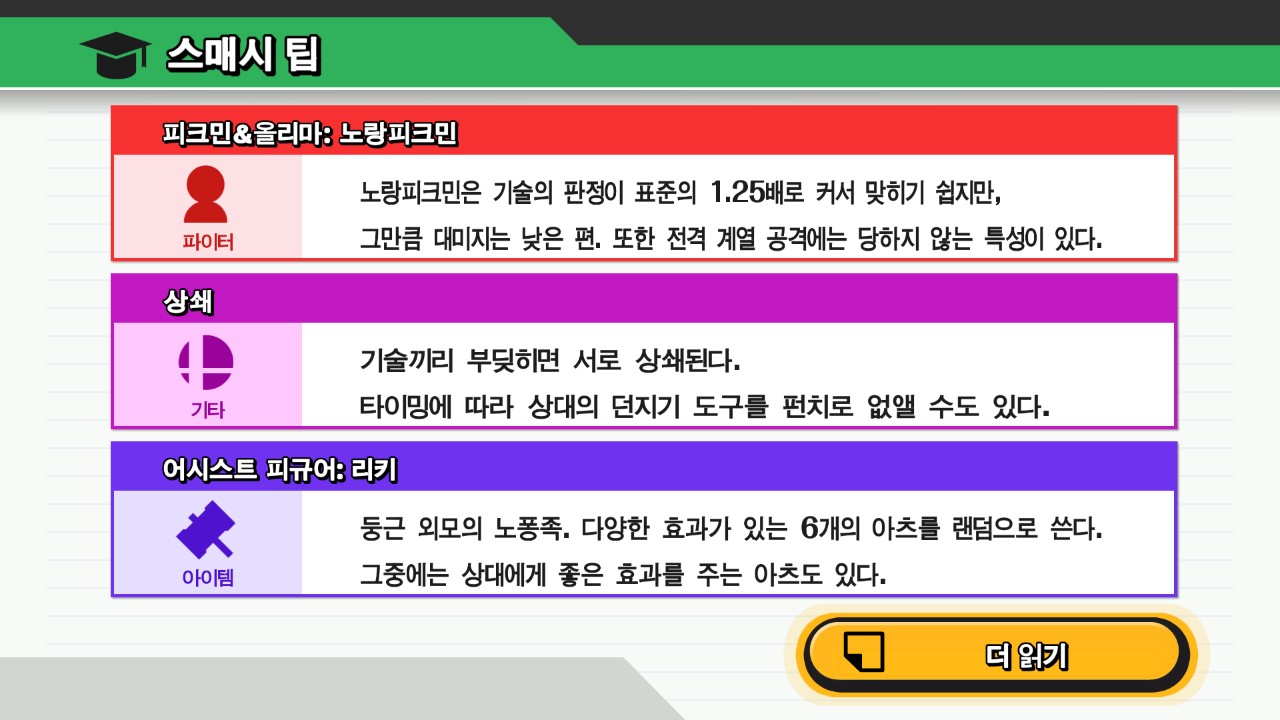 스매시 팁
피크민&올리마: 노랑피크민
파이터
노랑피크민은 기술의 판정이 표준의 1.25배로 커서 맞히기 쉽지만,
그만큼 대미지는 낮은 편. 또한 전격 계열 공격에는 당하지 않는 특성이 있다.
상쇄
기타
기술끼리 부딪히면 서로 상쇄된다.
타이밍에 따라 상대의 던지기 도구를 펀치로 없앨 수도 있다.
어시스트 피규어: 리키
아이템
둥근 외모의 노퐁족. 다양한 효과가 있는 6개의 아츠를 랜덤으로 쓴다.
그중에는 상대에게 좋은 효과를 주는 아츠도 있다.
더 읽기